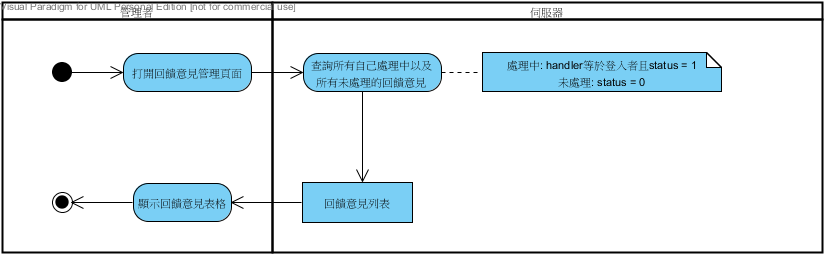 Visual Paradigm for UML Personal Edition [not for commercial use]
管理者
伺服器
打開回饋意見管理頁面
查詢所有自己處理中以及
所有未處理的回饋意見
處理中: handler等於登入者且status = 1
未處理: status = 0
顯示回饋意見表格
回饋意見列表